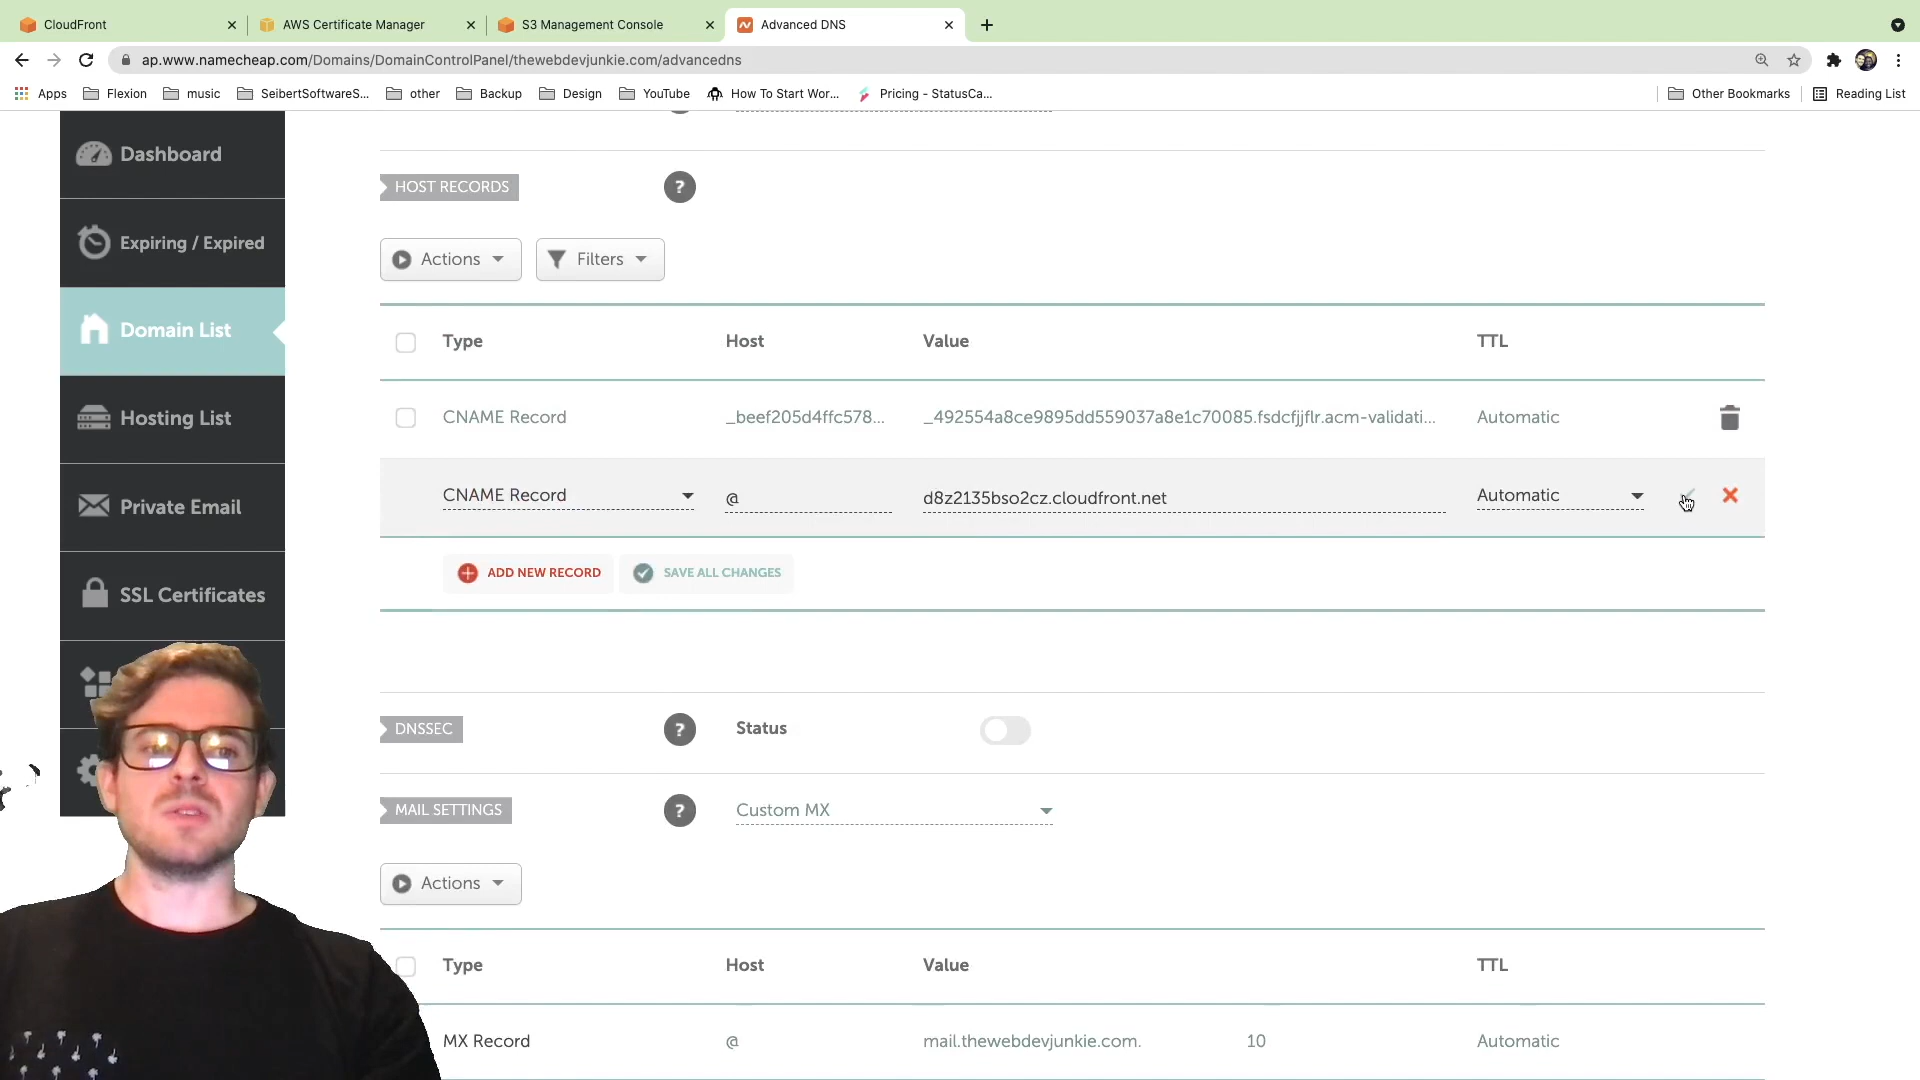 CloudFront
AWS Certificate Manager
S3 Management Console
Advanced DNS
ap.www.namecheap.com/Domains/DomainControlPanel/thewebdevjunkie.com/advancedns
Apps
Flexion
music
SeibertSoftwareS...
other
Backup
Design
YouTube
How To Start Wor...
Pricing - StatusCa...
Other Bookmarks
Reading List
Dashboard
Expiring / Expired
Domain List
Hosting List
Private Email
SSL Certificates
HOST RECORDS
?
Actions
Filters
Type Host Value TTL
CNAME Record _beef205d4ffc578... _492554a8ce9895dd559037a8e1c70085.fsdcfjjflr.acm-validati... Automatic
CNAME Record @ d8z2135bso2cz.cloudfront.net Automatic
ADD NEW RECORD SAVE ALL CHANGES
DNSSEC ? Status
MAIL SETTINGS ? Custom MX
Actions
Type Host Value TTL
MX Record @ mail.thewebdevjunkie.com. 10 Automatic